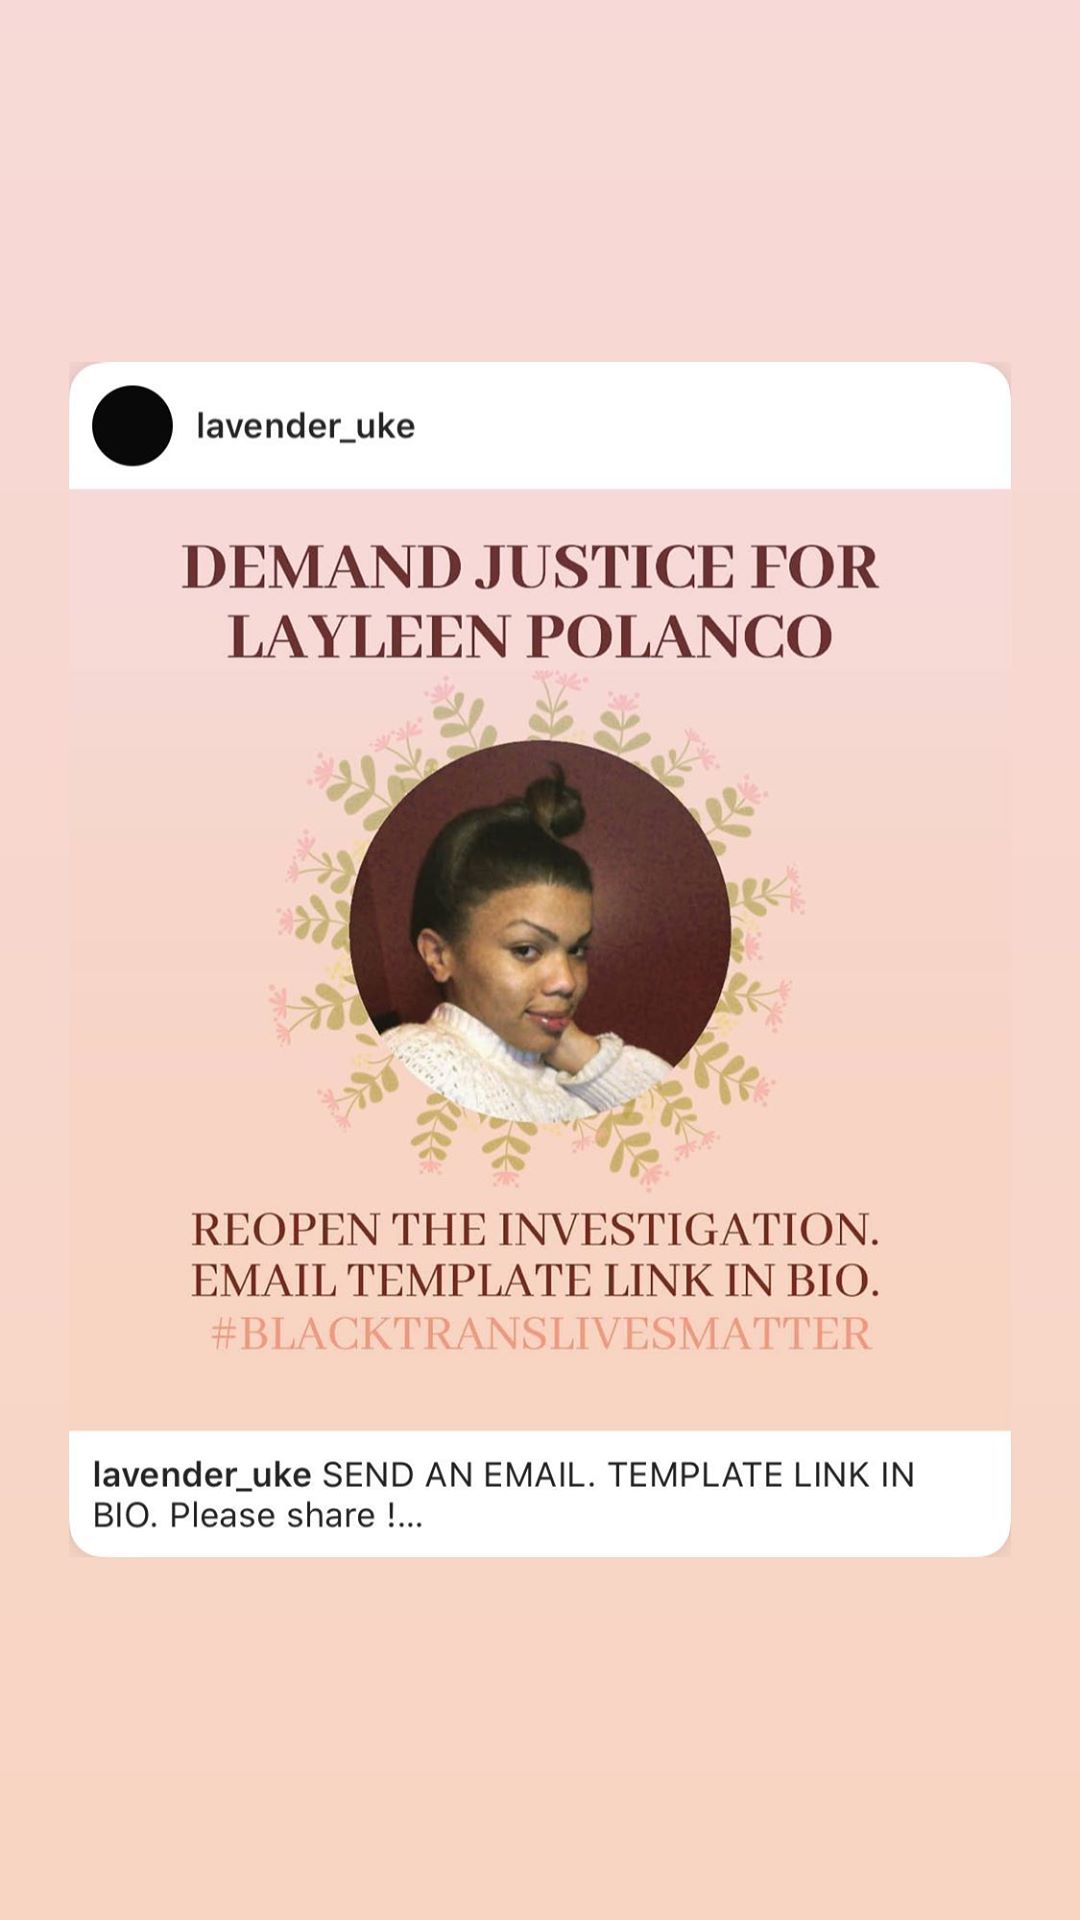 lavender_uke
DEMAND JUSTICE FOR
LAYLEEN POLANCO
REOPEN THE INVESTIGATION.
EMAIL TEMPLATE LINK IN BIO.
#BLACKTRANSLIVESMATTER
lavender_uke SEND AN EMAIL. TEMPLATE LINK IN
BIO. Please share !...